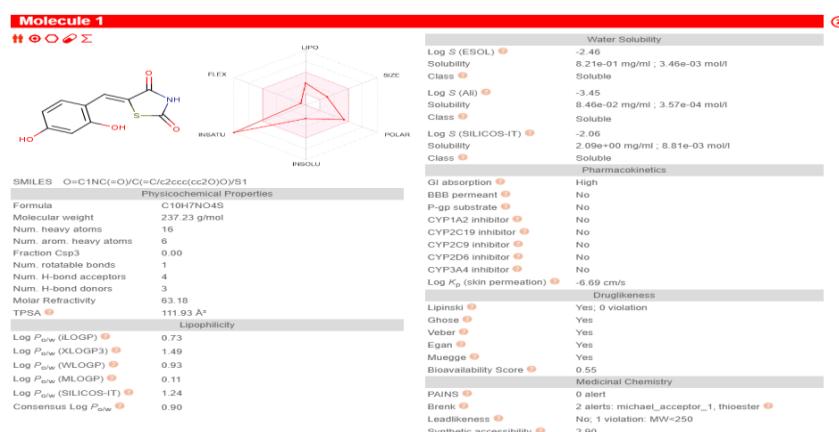 Molecule 1
LIPO
FLEX
SIZE
INSATU
POLAR
INSOLU
O
NH
S
O
OH
HO
SMILES O=C1NC(=O)/C(=C/c2ccc(cc2O)O)/S1
Physicochemical Properties
Formula C10H7NO4S
Molecular weight 237.23 g/mol
Num. heavy atoms 16
Num. arom. heavy atoms 6
Fraction Csp3 0.00
Num. rotatable bonds 1
Num. H-bond acceptors 4
Num. H-bond donors 3
Molar Refractivity 63.18
TPSA 111.93 Å²
Lipophilicity
Log Po/w (iLOGP) 0.73
Log Po/w (XLOGP3) 1.49
Log Po/w (WLOGP) 0.93
Log Po/w (MLOGP) 0.11
Log Po/w (SILICOS-IT) 1.24
Consensus Log Po/w 0.90
Water Solubility
Log S (ESOL) -2.46
Solubility 8.21e-01 mg/ml ; 3.46e-03 mol/l
Class Soluble
Log S (Ali) -3.45
Solubility 8.46e-02 mg/ml ; 3.57e-04 mol/l
Class Soluble
Log S (SILICOS-IT) -2.06
Solubility 2.09e+00 mg/ml ; 8.81e-03 mol/l
Class Soluble
Pharmacokinetics
GI absorption High
BBB permeant No
P-gp substrate No
CYP1A2 inhibitor No
CYP2C19 inhibitor No
CYP2C9 inhibitor No
CYP2D6 inhibitor No
CYP3A4 inhibitor No
Log Kp (skin permeation) -6.69 cm/s
Druglikeness
Lipinski Yes; 0 violation
Ghose Yes
Veber Yes
Egan Yes
Muegge Yes
Bioavailability Score 0.55
Medicinal Chemistry
PAINS 0 alert
Brenk 2 alerts: michael_acceptor_1, thioester
Leadlikeness No; 1 violation: MW<250
Synthetic accessibility 2.90